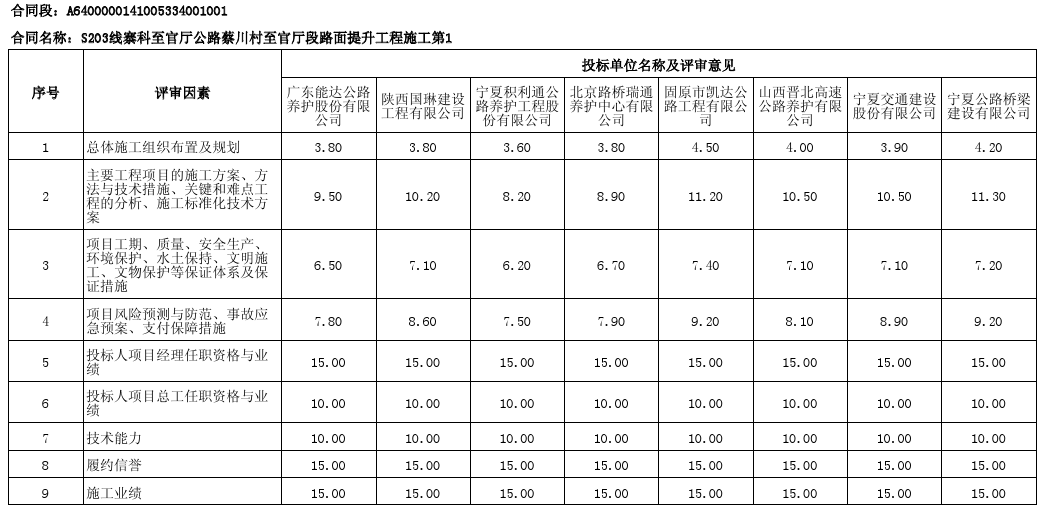 合同段：A6400000141005334001001
合同名称：S203线寨科至官厅公路蔡川村至官厅段路面提升工程施工第1
序号 评审因素 投标单位名称及评审意见
广东能达公路养护股份有限公司 陕西国琳建设工程有限公司 宁夏积利通公路养护工程股份有限公司 北京路桥瑞通养护中心有限公司 固原市凯达公路工程有限公司 山西晋北高速公路养护有限公司 宁夏交通建设股份有限公司 宁夏公路桥梁建设有限公司
1 总体施工组织布置及规划 3.80 3.80 3.60 3.80 4.50 4.00 3.90 4.20
2 主要工程项目的施工方案、方法与技术措施、关键和难点工程的分析、施工标准化技术方案 9.50 10.20 8.20 8.90 11.20 10.50 10.50 11.30
3 项目工期、质量、安全生产、环境保护、水土保持、文明施工、文物保护等保证体系及保证措施 6.50 7.10 6.20 6.70 7.40 7.10 7.10 7.20
4 项目风险预测与防范、事故应急预案、支付保障措施 7.80 8.60 7.50 7.90 9.20 8.10 8.90 9.20
5 投标人项目经理任职资格与业绩 15.00 15.00 15.00 15.00 15.00 15.00 15.00 15.00
6 投标人项目总工任职资格与业绩 10.00 10.00 10.00 10.00 10.00 10.00 10.00 10.00
7 技术能力 10.00 10.00 10.00 10.00 10.00 10.00 10.00 10.00
8 履约信誉 15.00 15.00 15.00 15.00 15.00 15.00 15.00 15.00
9 施工业绩 15.00 15.00 15.00 15.00 15.00 15.00 15.00 15.00